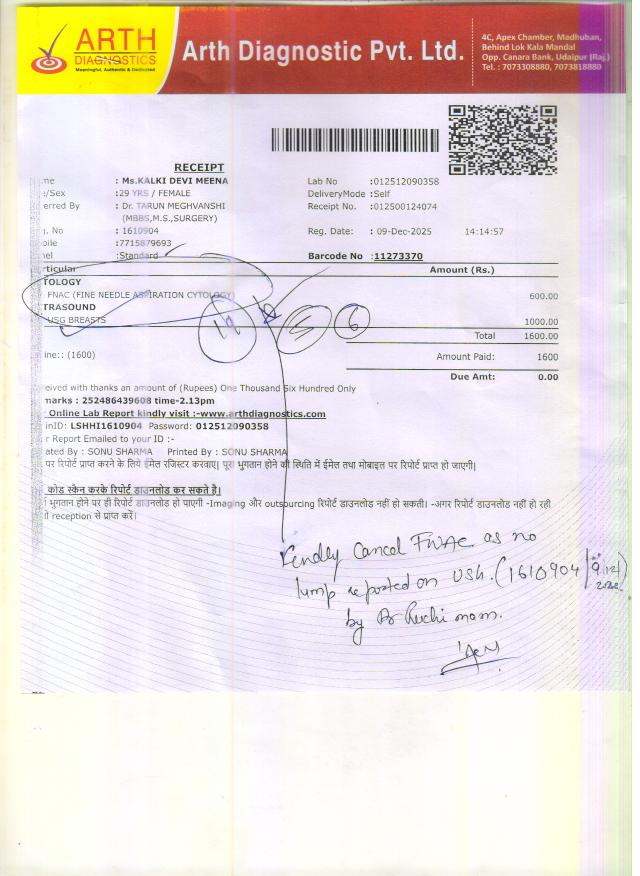 ARTH
DIAGNOSTICS
Meaningful, Authentic & Dedicated
Arth Diagnostic Pvt. Ltd.
4C, Apex Chamber, Madhuban,
Behind Lok Kala Mandal
Opp. Canara Bank, Udaipur (Raj.)
Tel. : 7073308880, 7073818880
RECEIPT
me : Ms.KALKI DEVI MEENA Lab No :012512090358
/Sex :29 YRS / FEMALE DeliveryMode :Self
erred By : Dr. TARUN MEGHVANSHI Receipt No. :012500124074
(MBBS,M.S.,SURGERY)
. No : 1610904 Reg. Date: : 09-Dec-2025 14:14:57
bile :7715879693
nel :Standard Barcode No :11273370
rticular Amount (Rs.)
TOLOGY
FNAC (FINE NEEDLE ASPIRATION CYTOLOGY) 600.00
TRASOUND
USG BREASTS 1000.00
19 5 6
Total 1600.00
ine:: (1600) Amount Paid: 1600
Due Amt: 0.00
eived with thanks an amount of (Rupees) One Thousand Six Hundred Only
marks : 252486439608 time-2.13pm
Online Lab Report kindly visit :-www.arthdiagnostics.com
inID: LSHHI1610904 Password: 012512090358
r Report Emailed to your ID :-
ated By : SONU SHARMA Printed By : SONU SHARMA
पर रिपोर्ट प्राप्त करने के लिये ईमेल रजिस्टर करवाए। पूरा भुगतान होने की स्थिति में ईमेल तथा मोबाइल पर रिपोर्ट प्राप्त हो जाएगी।
कोड स्कैन करके रिपोर्ट डाउनलोड कर सकते है।
भुगतान होने पर ही रिपोर्ट डाउनलोड हो पाएगी -Imaging और outsourcing रिपोर्ट डाउनलोड नहीं हो सकती। -अगर रिपोर्ट डाउनलोड नहीं हो रही
reception से प्राप्त करें।
Kindly Cancel FNAC as no
lump reported on USG. (1610904/9/12/
by Dr Ruchi mam.